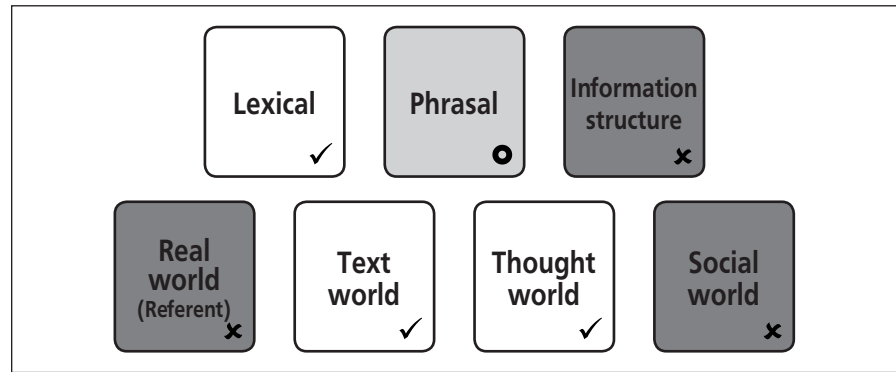 Lexical
✓
Phrasal
Information
structure
✘
Real
world
(Referent)
✘
Text
world
✓
Thought
world
✓
Social
world
✘